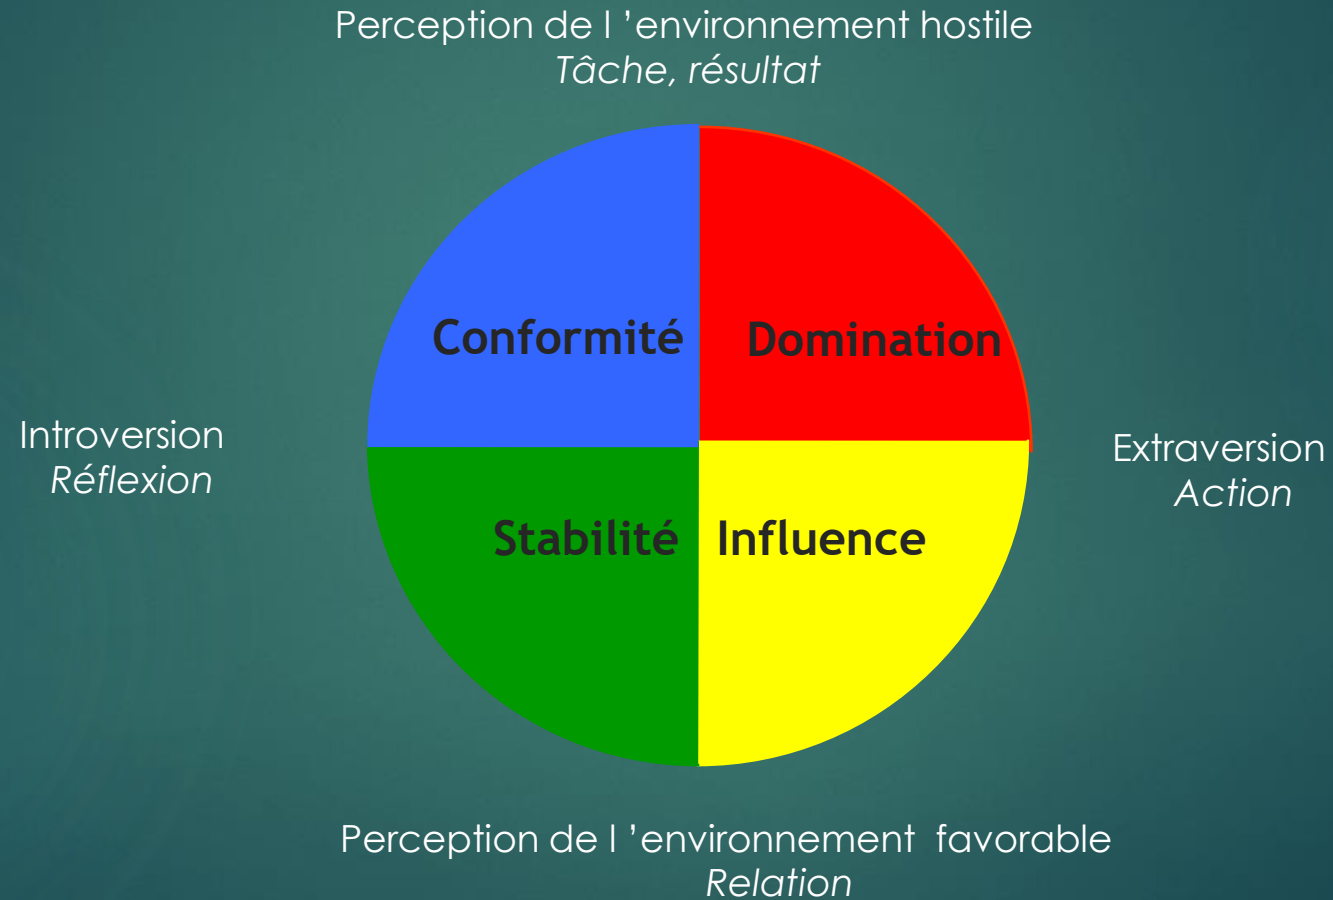 Perception de l ’environnement hostile
Tâche, résultat
Conformité
Domination
Introversion
Réflexion
Extraversion
Action
Stabilité
Influence
Perception de l ’environnement  favorable
Relation